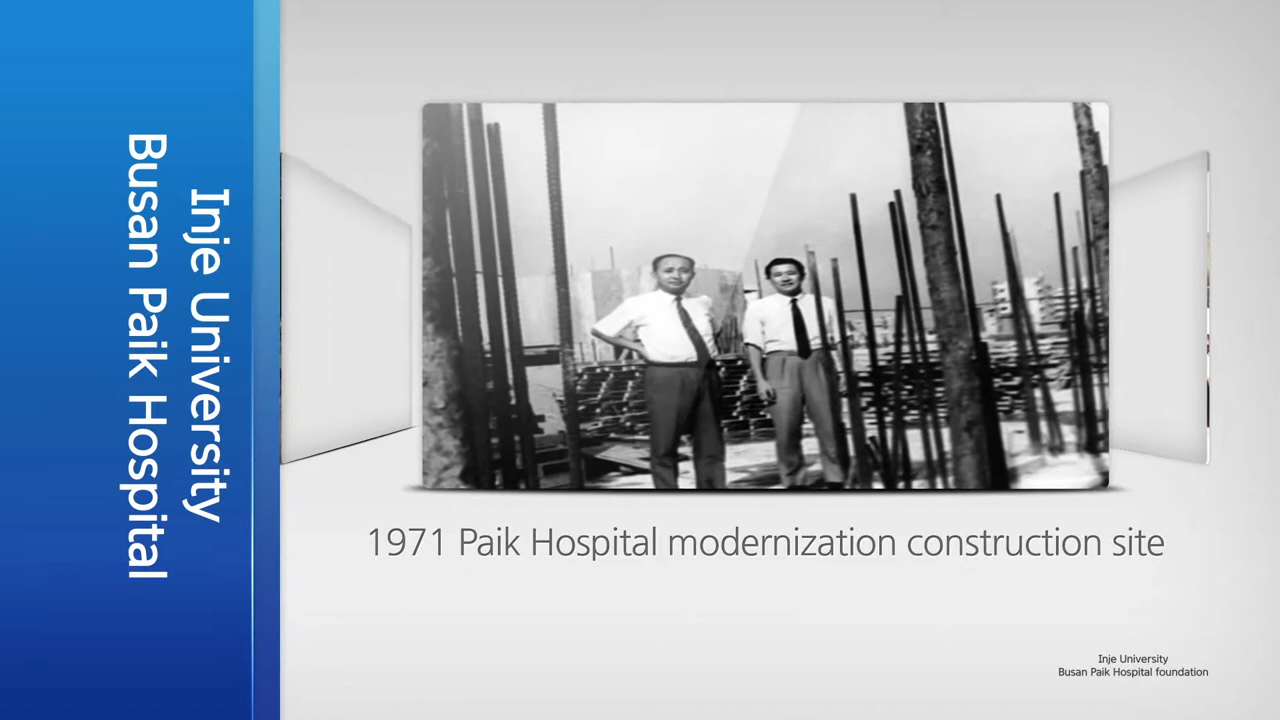 Inje University
Busan Paik Hospital
1971 Paik Hospital modernization construction site
Inje University
Busan Paik Hospital foundation